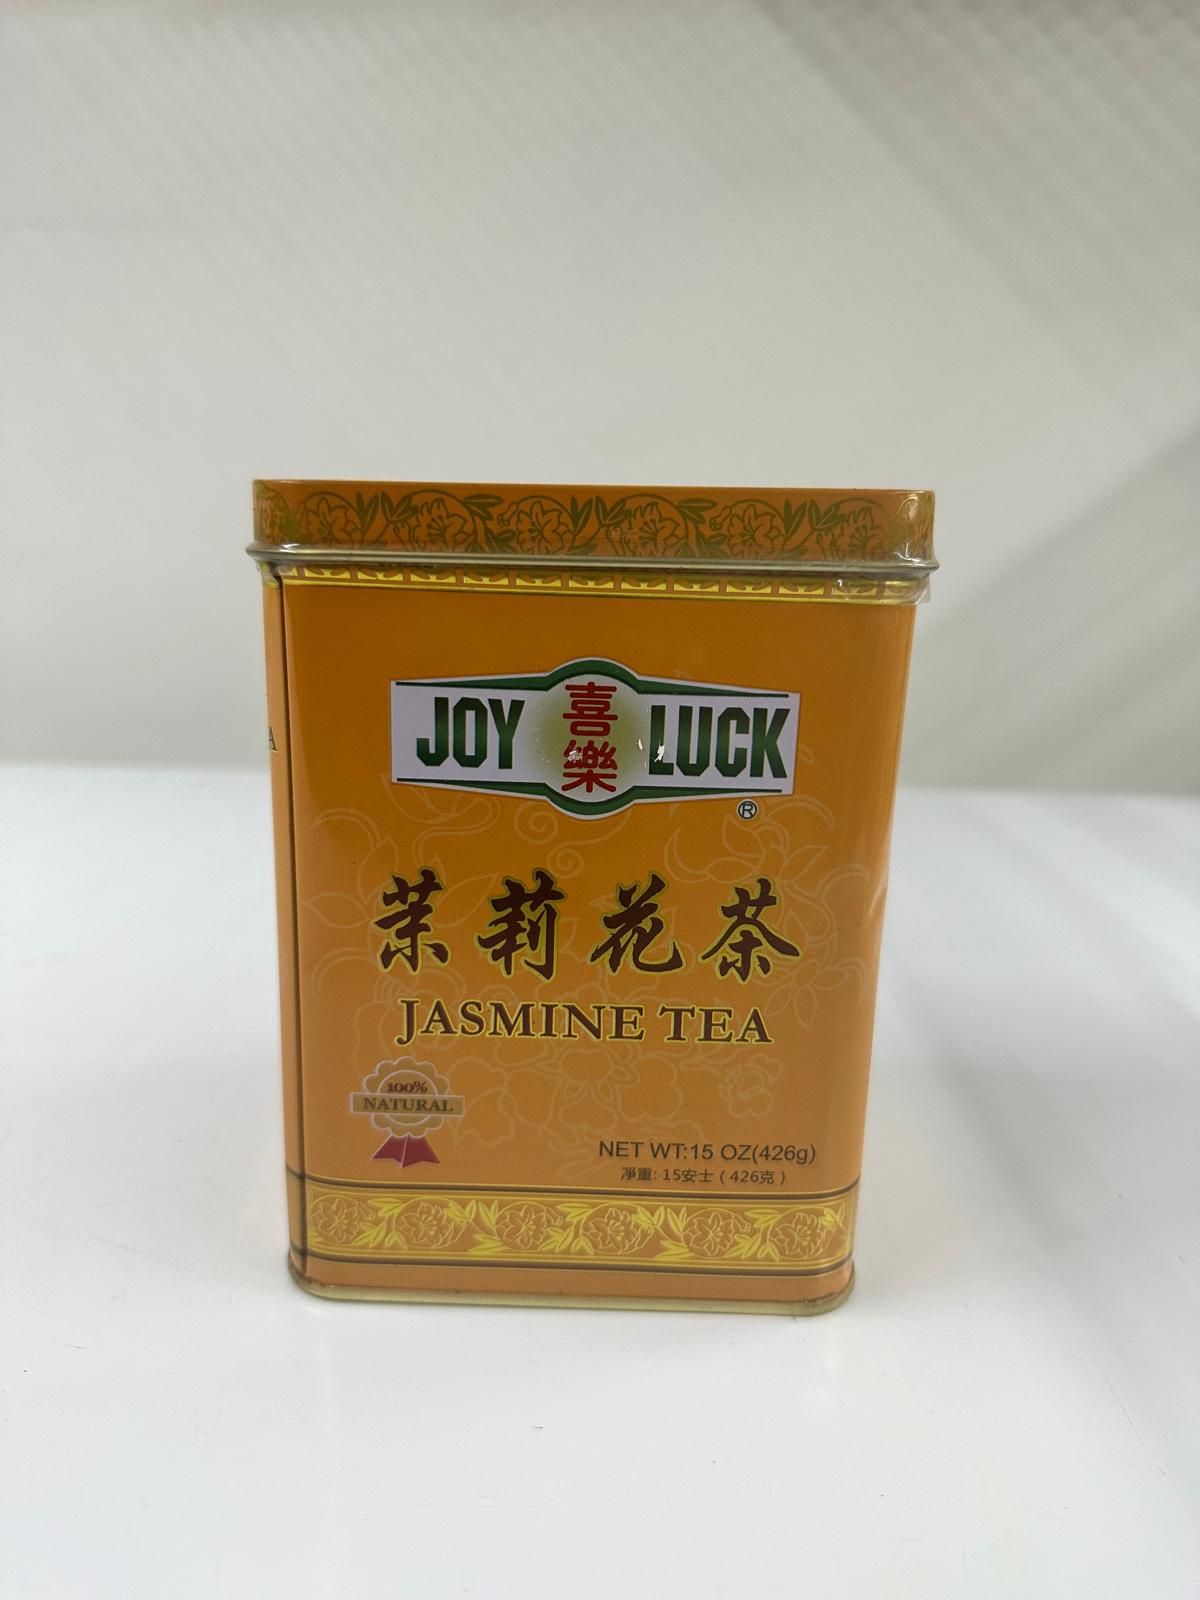 JOY 喜樂 LUCK
®
茉莉花茶
JASMINE TEA
100%
NATURAL
NET WT:15 OZ(426g)
淨重: 15安士 ( 426克 )
A